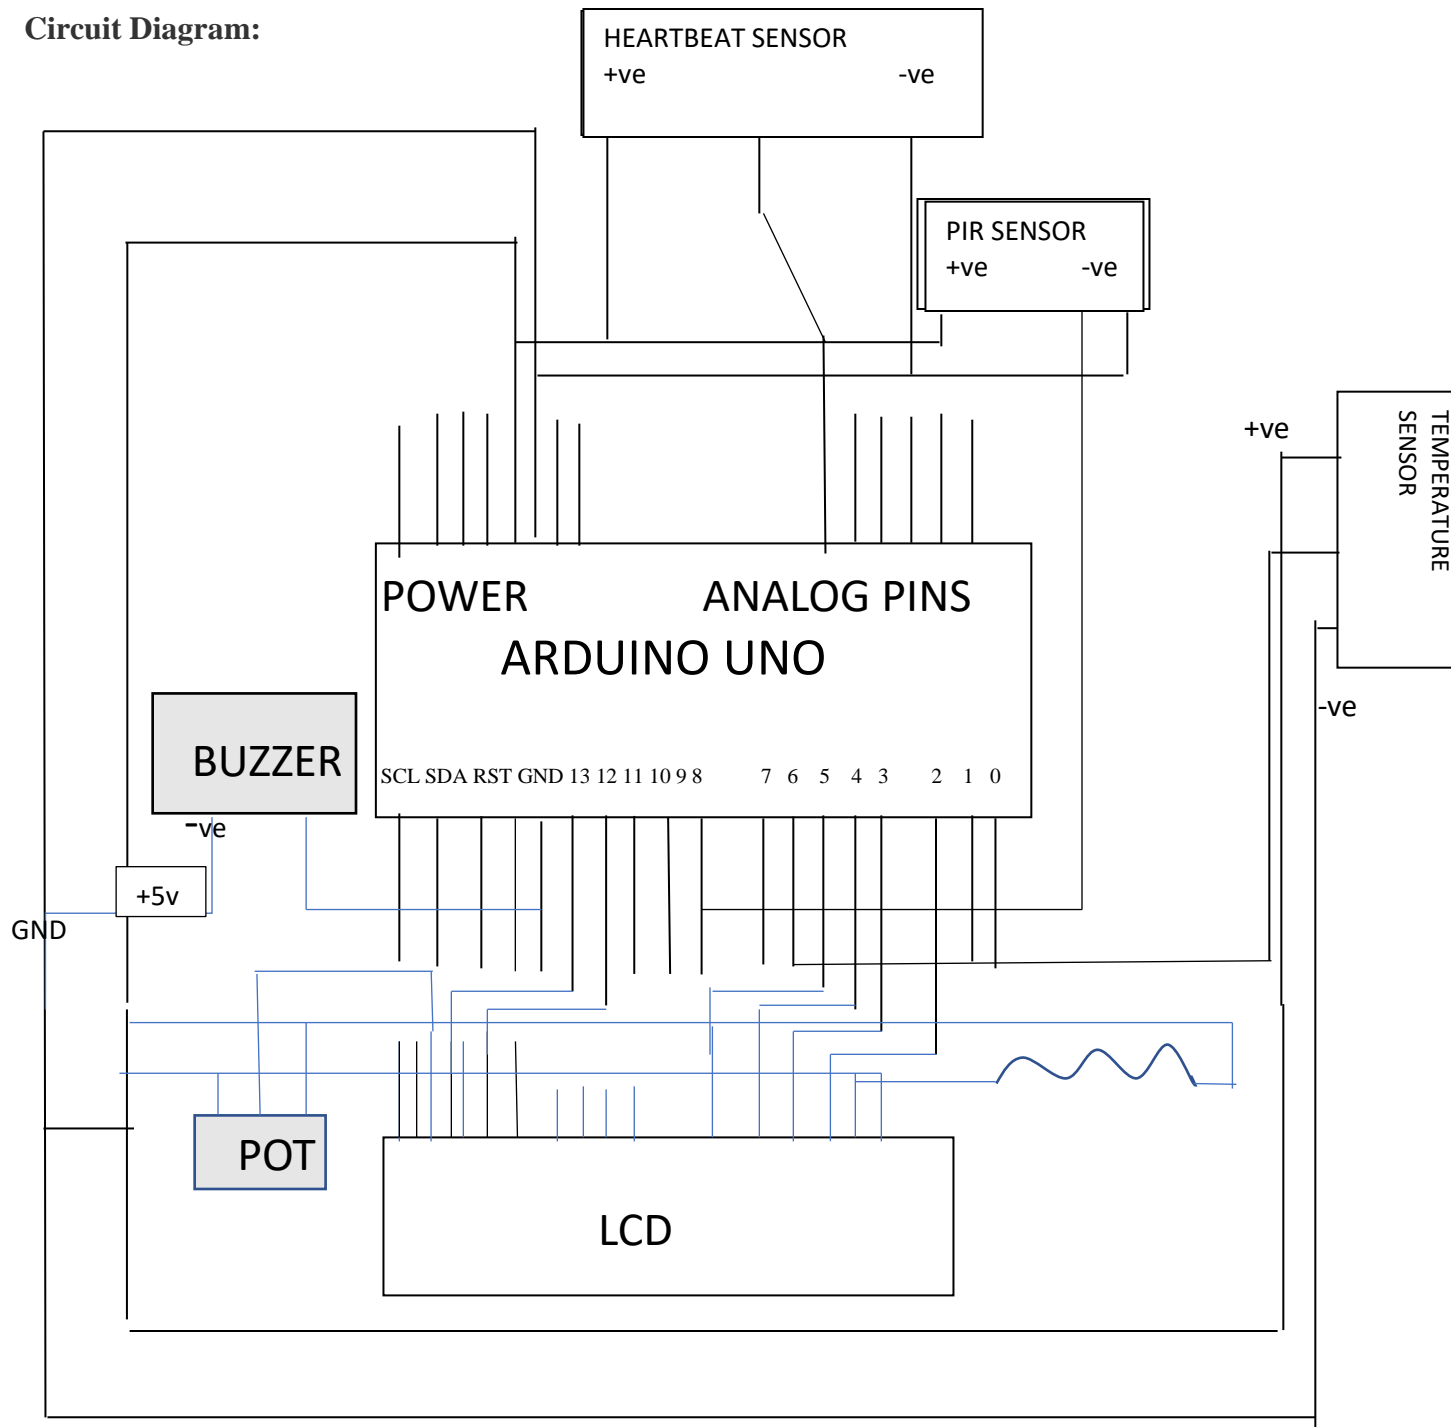 Circuit Diagram:
HEARTBEAT SENSOR
+ve -ve
PIR SENSOR
+ve -ve
+ve
TEMPERATURE
SENSOR
-ve
POWER ANALOG PINS
ARDUINO UNO
BUZZER
-ve
SCL SDA RST GND 13 12 11 10 9 8 7 6 5 4 3 2 1 0
+5v
GND
POT
LCD